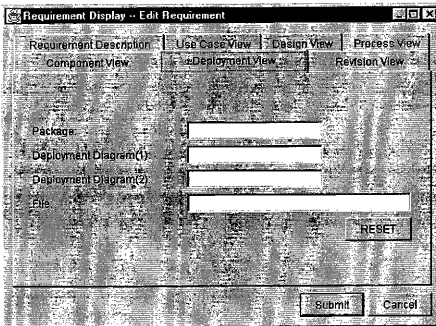 Requirement Display -- Edit Requirement
Requirement Description Use Case View Design View Process View
Component View Deployment View Revision View
Package:
Deployment Diagram(1):
Deployment Diagram(2):
File:
RESET
Submit Cancel